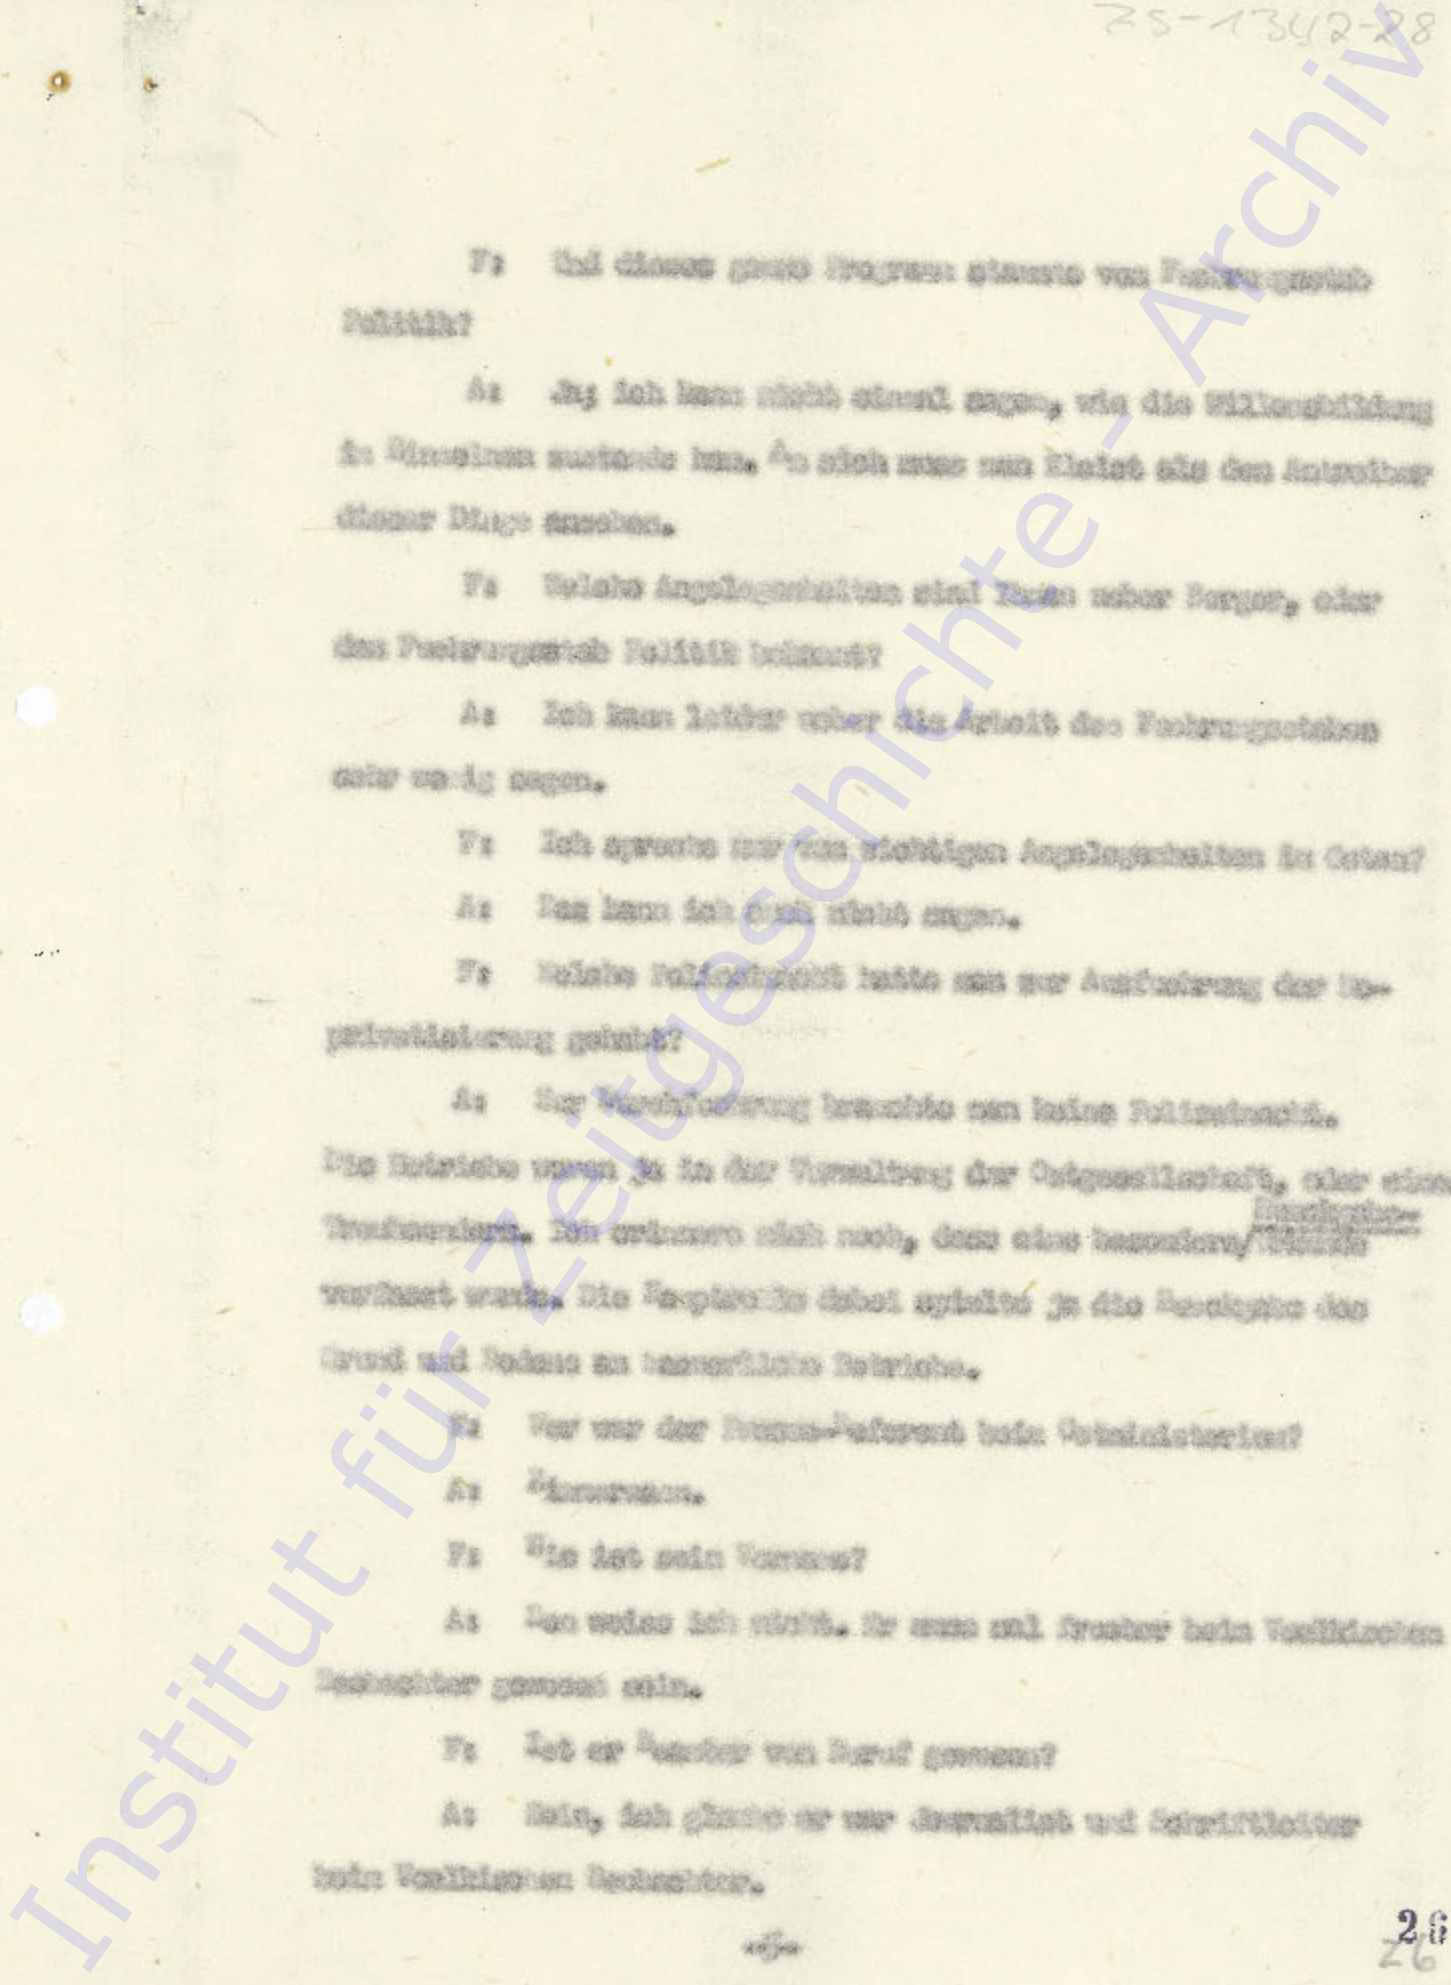 ZS-1342-28
F: Und dieses ganze Programm stammte vom Fuehrungsstab
Politik?
A: Ja; ich kann nicht einmal sagen, wie die Willensbildung
im Einzelnen zustande kam. An sich muss man Kleist als den Antreiber
dieser Dinge ansehen.
F: Welche Angelegenheiten sind Ihnen ueber Berger, oder
den Fuehrungsstab Politik bekannt?
A: Ich kann leider ueber die Arbeit des Fuehrungsstabes
sehr wenig sagen.
F: Ich spreche nur von wichtigen Angelegenheiten im Osten?
A: Das kann ich auch nicht sagen.
F: Welche Polizeimacht hatte man zur Ausfuehrung der Re-
privatisierung gehabt?
A: Zur Durchfuehrung brauchte man keine Polizeimacht.
Die Betriebe waren ja in der Verwaltung der Ostgesellschaft, oder eines
Treuhaenders. Ich erinnere mich noch, dass eine besondere/
verfasst wurde. Die Hauptrolle dabei spielte ja die Rueckgabe des
Grund und Bodens an baeuerliche Betriebe.
F: Wer war der Presse-Referent beim Ostministerium?
A:
F: Wie ist sein Vorname?
A: Den weiss ich nicht. Er muss mal frueher beim Voelkischen
Beobachter gewesen sein.
F: Ist er Beamter von Beruf gewesen?
A: Nein, ich glaube er war Journalist und Schriftleiter
beim Voelkischen Beobachter.
26
26
Institut für Zeitgeschichte - Archiv